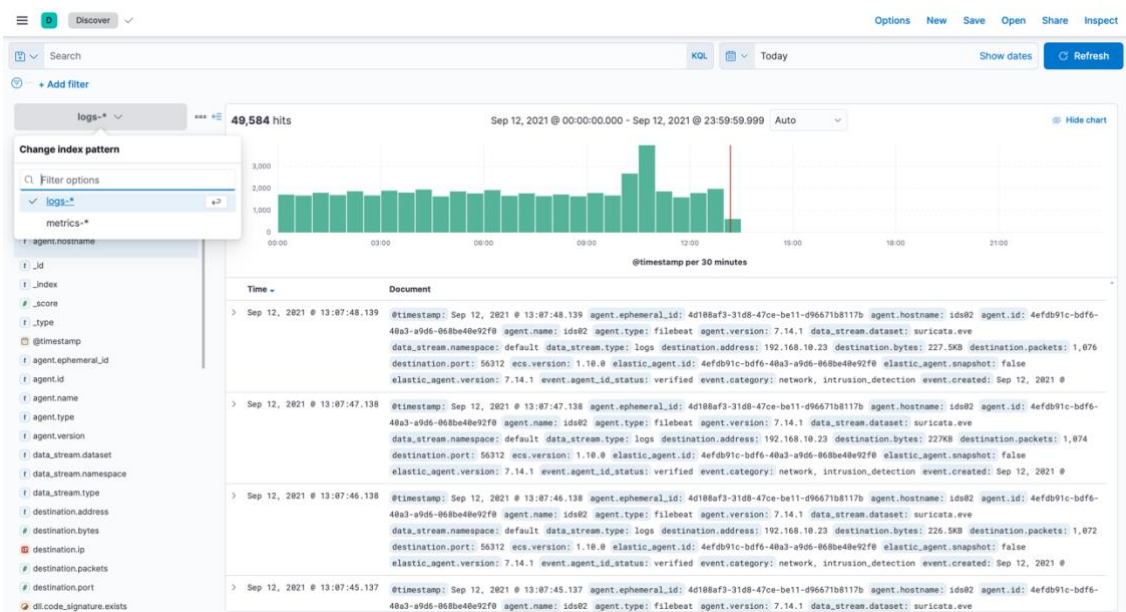 D Discover Options New Save Open Share Inspect
Search KQL Today Show dates Refresh
+ Add filter
logs-*
Change index pattern
Filter options
logs-*
metrics-*
t agent.hostname
t _id
t _index
# _score
t _type
@timestamp
t agent.ephemeral_id
t agent.id
t agent.name
t agent.type
t agent.version
t data_stream.dataset
t data_stream.namespace
t data_stream.type
t destination.address
# destination.bytes
destination.ip
# destination.packets
# destination.port
dll.code_signature.exists
49,584 hits Sep 12, 2021 @ 00:00:00.000 - Sep 12, 2021 @ 23:59:59.999 Auto Hide chart
3,000
2,000
1,000
0
00:00 03:00 06:00 09:00 12:00 15:00 18:00 21:00
@timestamp per 30 minutes
Time Document
Sep 12, 2021 @ 13:07:48.139 @timestamp: Sep 12, 2021 @ 13:07:48.139 agent.ephemeral_id: 4d108af3-31d8-47ce-be11-d96671b8117b agent.hostname: ids02 agent.id: 4efdb91c-bdf6-
40a3-a9d6-068be40e92f0 agent.name: ids02 agent.type: filebeat agent.version: 7.14.1 data_stream.dataset: suricata.eve
data_stream.namespace: default data_stream.type: logs destination.address: 192.168.10.23 destination.bytes: 227.5KB destination.packets: 1,076
destination.port: 56312 ecs.version: 1.10.0 elastic_agent.id: 4efdb91c-bdf6-40a3-a9d6-068be40e92f0 elastic_agent.snapshot: false
elastic_agent.version: 7.14.1 event.agent_id_status: verified event.category: network, intrusion_detection event.created: Sep 12, 2021 @
Sep 12, 2021 @ 13:07:47.138 @timestamp: Sep 12, 2021 @ 13:07:47.138 agent.ephemeral_id: 4d108af3-31d8-47ce-be11-d96671b8117b agent.hostname: ids02 agent.id: 4efdb91c-bdf6-
40a3-a9d6-068be40e92f0 agent.name: ids02 agent.type: filebeat agent.version: 7.14.1 data_stream.dataset: suricata.eve
data_stream.namespace: default data_stream.type: logs destination.address: 192.168.10.23 destination.bytes: 227KB destination.packets: 1,074
destination.port: 56312 ecs.version: 1.10.0 elastic_agent.id: 4efdb91c-bdf6-40a3-a9d6-068be40e92f0 elastic_agent.snapshot: false
elastic_agent.version: 7.14.1 event.agent_id_status: verified event.category: network, intrusion_detection event.created: Sep 12, 2021 @
Sep 12, 2021 @ 13:07:46.138 @timestamp: Sep 12, 2021 @ 13:07:46.138 agent.ephemeral_id: 4d108af3-31d8-47ce-be11-d96671b8117b agent.hostname: ids02 agent.id: 4efdb91c-bdf6-
40a3-a9d6-068be40e92f0 agent.name: ids02 agent.type: filebeat agent.version: 7.14.1 data_stream.dataset: suricata.eve
data_stream.namespace: default data_stream.type: logs destination.address: 192.168.10.23 destination.bytes: 226.5KB destination.packets: 1,072
destination.port: 56312 ecs.version: 1.10.0 elastic_agent.id: 4efdb91c-bdf6-40a3-a9d6-068be40e92f0 elastic_agent.snapshot: false
elastic_agent.version: 7.14.1 event.agent_id_status: verified event.category: network, intrusion_detection event.created: Sep 12, 2021 @
Sep 12, 2021 @ 13:07:45.137 @timestamp: Sep 12, 2021 @ 13:07:45.137 agent.ephemeral_id: 4d108af3-31d8-47ce-be11-d96671b8117b agent.hostname: ids02 agent.id: 4efdb91c-bdf6-
40a3-a9d6-068be40e92f0 agent.name: ids02 agent.type: filebeat agent.version: 7.14.1 data_stream.dataset: suricata.eve